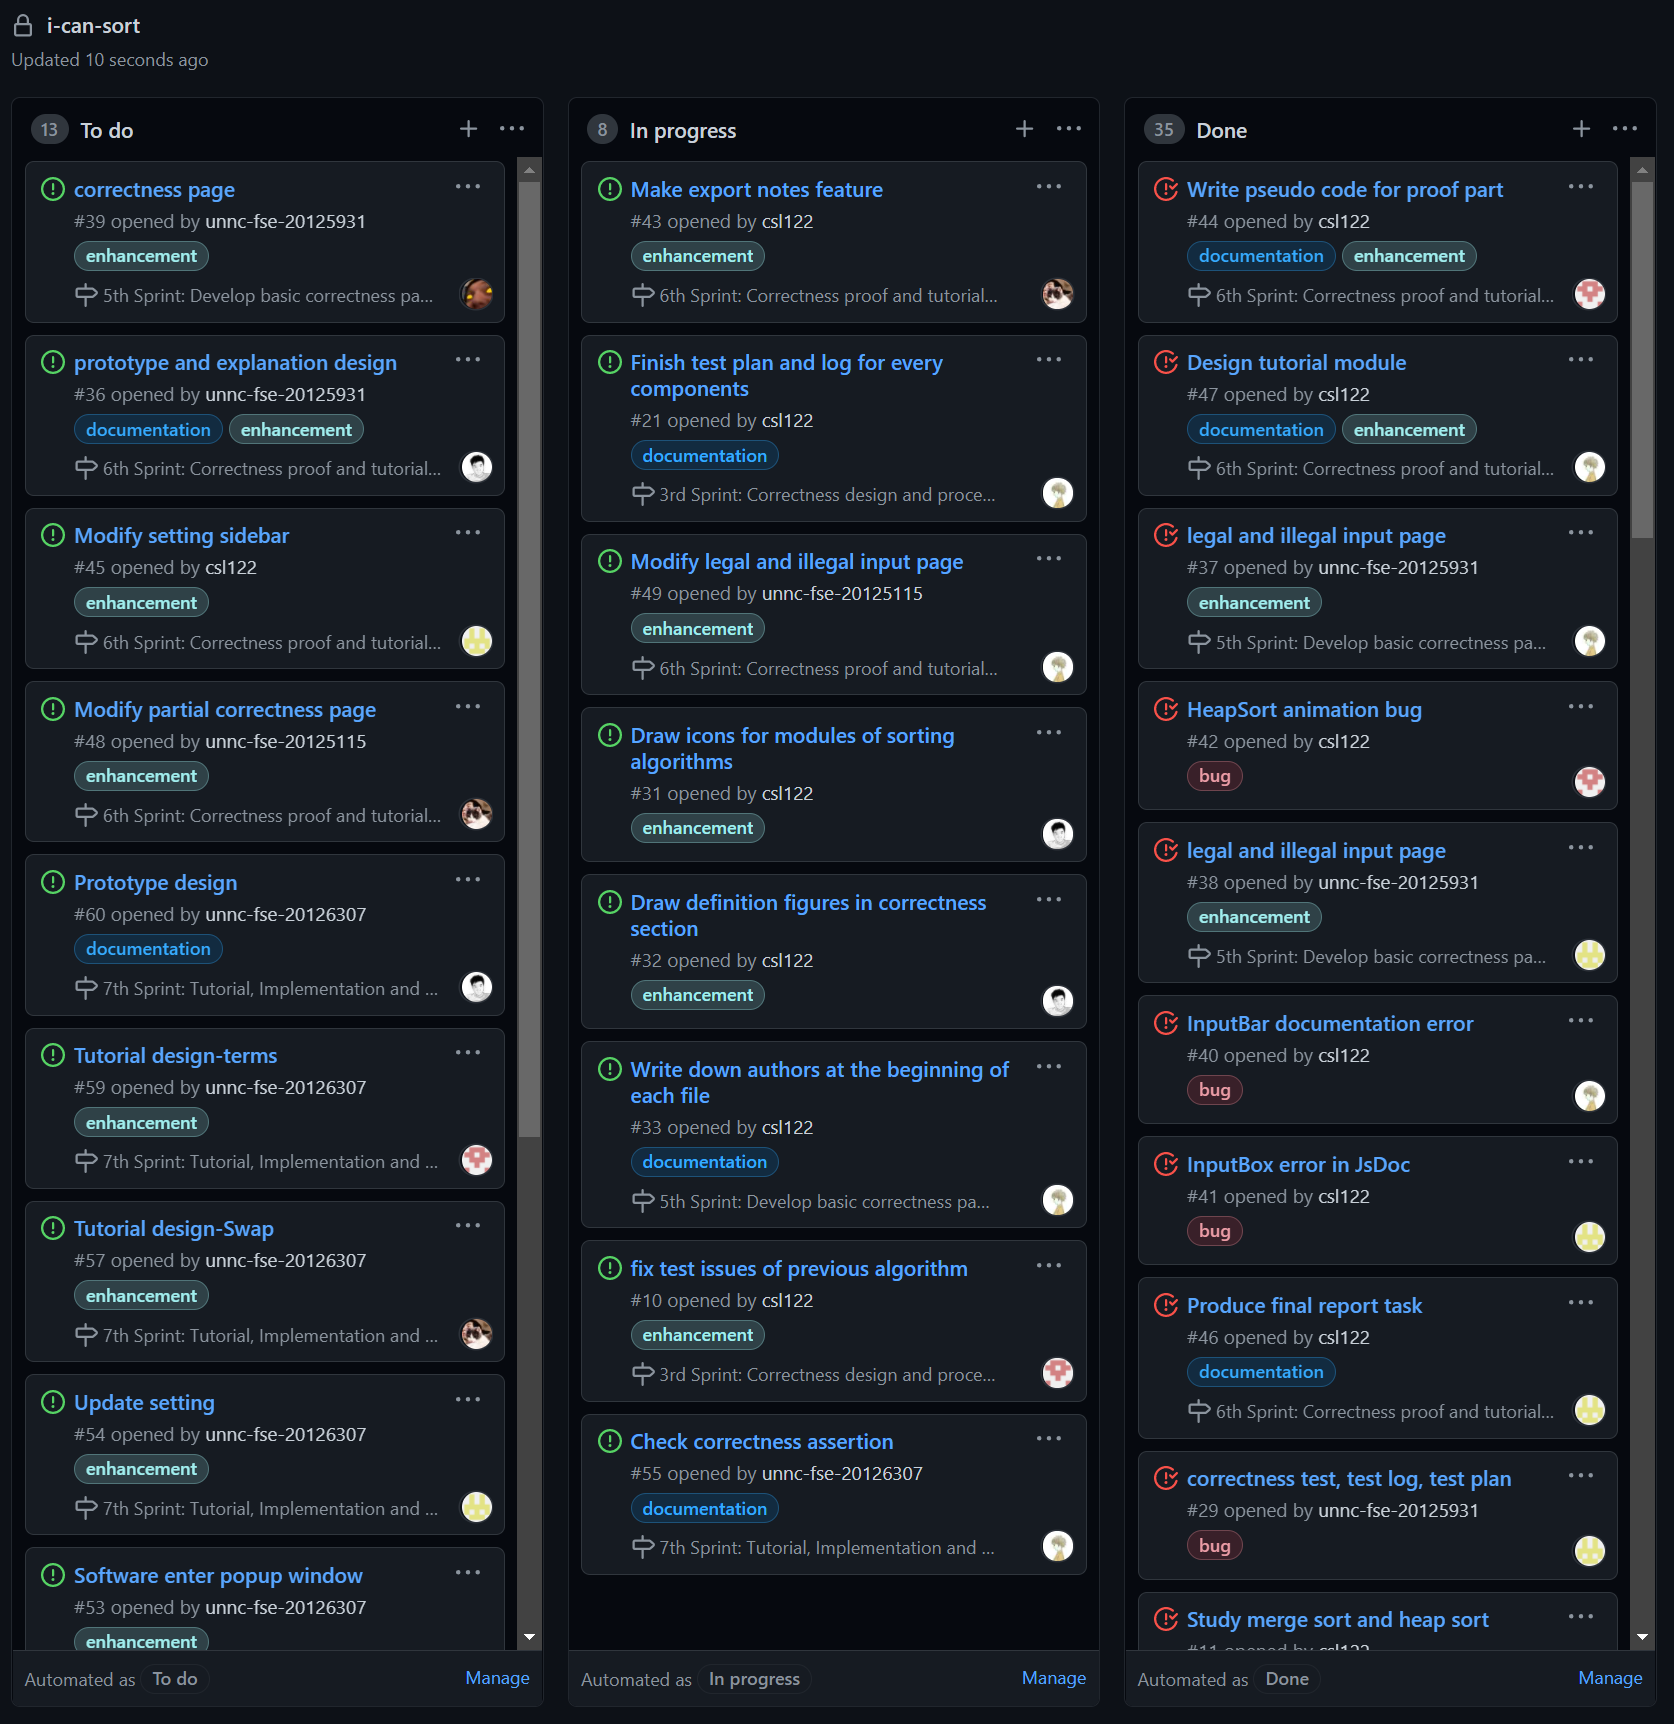 i-can-sort
Updated 10 seconds ago
13 To do
correctness page
#39 opened by unnc-fse-20125931
enhancement
5th Sprint: Develop basic correctness pa...
prototype and explanation design
#36 opened by unnc-fse-20125931
documentation enhancement
6th Sprint: Correctness proof and tutorial...
Modify setting sidebar
#45 opened by csl122
enhancement
6th Sprint: Correctness proof and tutorial...
Modify partial correctness page
#48 opened by unnc-fse-20125115
enhancement
6th Sprint: Correctness proof and tutorial...
Prototype design
#60 opened by unnc-fse-20126307
documentation
7th Sprint: Tutorial, Implementation and ...
Tutorial design-terms
#59 opened by unnc-fse-20126307
enhancement
7th Sprint: Tutorial, Implementation and ...
Tutorial design-Swap
#57 opened by unnc-fse-20126307
enhancement
7th Sprint: Tutorial, Implementation and ...
Update setting
#54 opened by unnc-fse-20126307
enhancement
7th Sprint: Tutorial, Implementation and ...
Software enter popup window
#53 opened by unnc-fse-20126307
enhancement
Automated as To do Manage
8 In progress
Make export notes feature
#43 opened by csl122
enhancement
6th Sprint: Correctness proof and tutorial...
Finish test plan and log for every
components
#21 opened by csl122
documentation
3rd Sprint: Correctness design and proce...
Modify legal and illegal input page
#49 opened by unnc-fse-20125115
enhancement
6th Sprint: Correctness proof and tutorial...
Draw icons for modules of sorting
algorithms
#31 opened by csl122
enhancement
Draw definition figures in correctness
section
#32 opened by csl122
enhancement
Write down authors at the beginning of
each file
#33 opened by csl122
documentation
5th Sprint: Develop basic correctness pa...
fix test issues of previous algorithm
#10 opened by csl122
enhancement
3rd Sprint: Correctness design and proce...
Check correctness assertion
#55 opened by unnc-fse-20126307
documentation
7th Sprint: Tutorial, Implementation and ...
Automated as In progress Manage
35 Done
Write pseudo code for proof part
#44 opened by csl122
documentation enhancement
6th Sprint: Correctness proof and tutorial...
Design tutorial module
#47 opened by csl122
documentation enhancement
6th Sprint: Correctness proof and tutorial...
legal and illegal input page
#37 opened by unnc-fse-20125931
enhancement
5th Sprint: Develop basic correctness pa...
HeapSort animation bug
#42 opened by csl122
bug
legal and illegal input page
#38 opened by unnc-fse-20125931
enhancement
5th Sprint: Develop basic correctness pa...
InputBar documentation error
#40 opened by csl122
bug
InputBox error in JsDoc
#41 opened by csl122
bug
Produce final report task
#46 opened by csl122
documentation
6th Sprint: Correctness proof and tutorial...
correctness test, test log, test plan
#29 opened by unnc-fse-20125931
bug
Study merge sort and heap sort
#11 opened by csl122
Automated as Done Manage